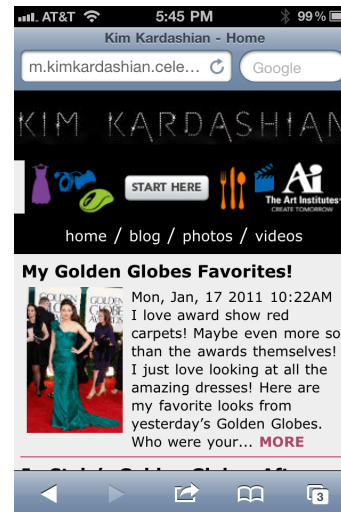 AT&T 5:45 PM 99%
Kim Kardashian - Home
m.kimkardashian.cele... Google
KIM KARDASHIAN
START HERE
Ai
The Art Institutes
CREATE TOMORROW
home / blog / photos / videos
My Golden Globes Favorites!
Mon, Jan, 17 2011 10:22AM
I love award show red
carpets! Maybe even more so
than the awards themselves!
I just love looking at all the
amazing dresses! Here are
my favorite looks from
yesterday's Golden Globes.
Who were your... MORE
3